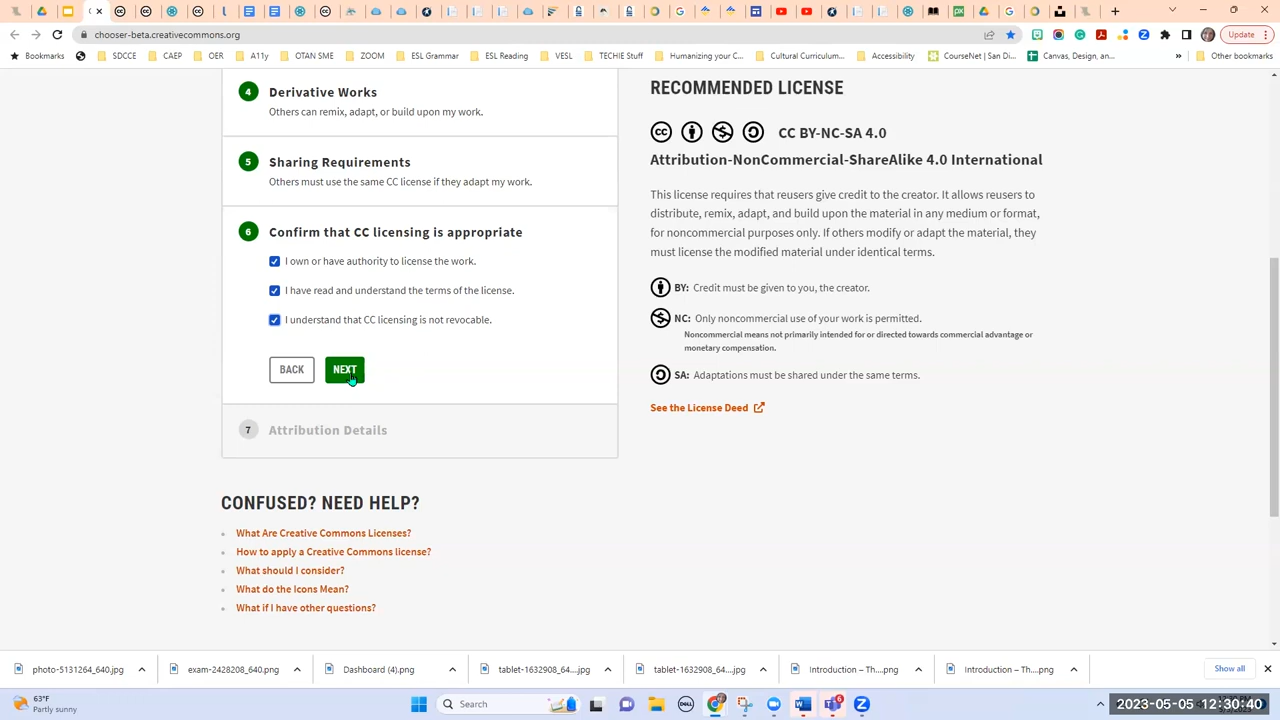 chooser-beta.creativecommons.org
Update
Bookmarks
SDCCE
CAEP
OER
A11y
OTAN SME
ZOOM
ESL Grammar
ESL Reading
VESL
TECHIE Stuff
Humanizing your C...
Cultural Curriculum...
Accessibility
CourseNet | San Di...
Canvas, Design, an...
»
Other bookmarks
4 Derivative Works
Others can remix, adapt, or build upon my work.
5 Sharing Requirements
Others must use the same CC license if they adapt my work.
6 Confirm that CC licensing is appropriate
I own or have authority to license the work.
I have read and understand the terms of the license.
I understand that CC licensing is not revocable.
BACK
NEXT
7 Attribution Details
CONFUSED? NEED HELP?
What Are Creative Commons Licenses?
How to apply a Creative Commons license?
What should I consider?
What do the Icons Mean?
What if I have other questions?
RECOMMENDED LICENSE
CC BY-NC-SA 4.0
Attribution-NonCommercial-ShareAlike 4.0 International
This license requires that reusers give credit to the creator. It allows reusers to
distribute, remix, adapt, and build upon the material in any medium or format,
for noncommercial purposes only. If others modify or adapt the material, they
must license the modified material under identical terms.
BY: Credit must be given to you, the creator.
NC: Only noncommercial use of your work is permitted.
Noncommercial means not primarily intended for or directed towards commercial advantage or
monetary compensation.
SA: Adaptations must be shared under the same terms.
See the License Deed
photo-5131264_640.jpg
exam-2428208_640.png
Dashboard (4).png
tablet-1632908_64....jpg
tablet-1632908_64....jpg
Introduction – Th....png
Introduction – Th....png
Show all
63°F
Partly sunny
Search
2023-05-05 12:30:40